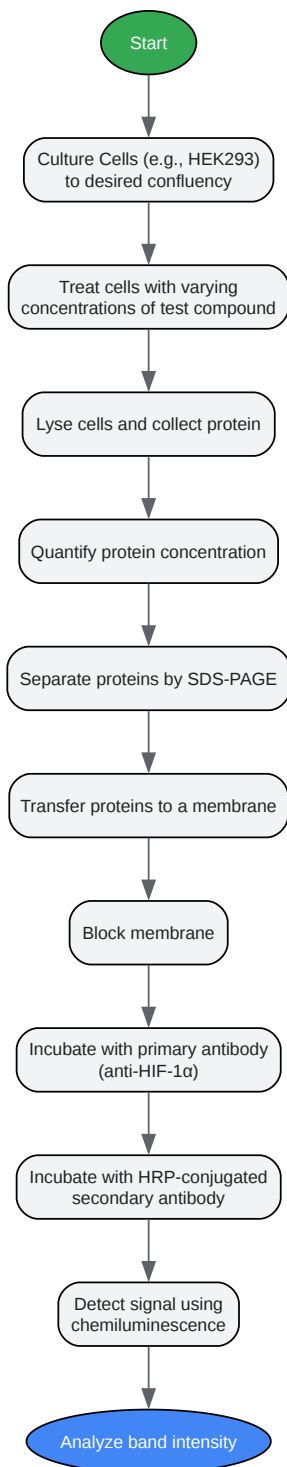 Start
Culture Cells (e.g., HEK293)
to desired confluency
Treat cells with varying
concentrations of test compound
Lyse cells and collect protein
Quantify protein concentration
Separate proteins by SDS-PAGE
Transfer proteins to a membrane
Block membrane
Incubate with primary antibody
(anti-HIF-1α)
Incubate with HRP-conjugated
secondary antibody
Detect signal using
chemiluminescence
Analyze band intensity